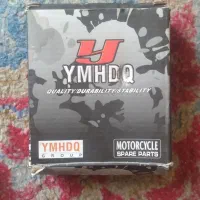 Y
YMHDQ
QUALITY/DURABILITY/STABILITY
YMHDQ
GROUP
MOTORCYCLE
SPARE PARTS